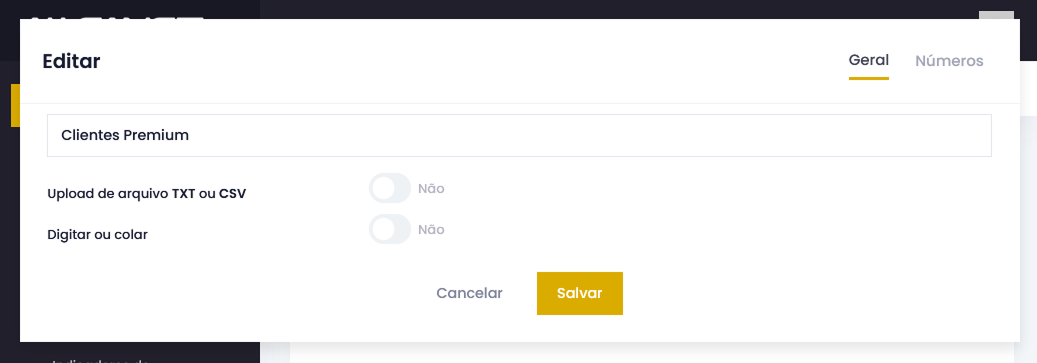 Editar
Geral
Números
Clientes Premium
Upload de arquivo TXT ou CSV
Não
Digitar ou colar
Não
Cancelar
Salvar